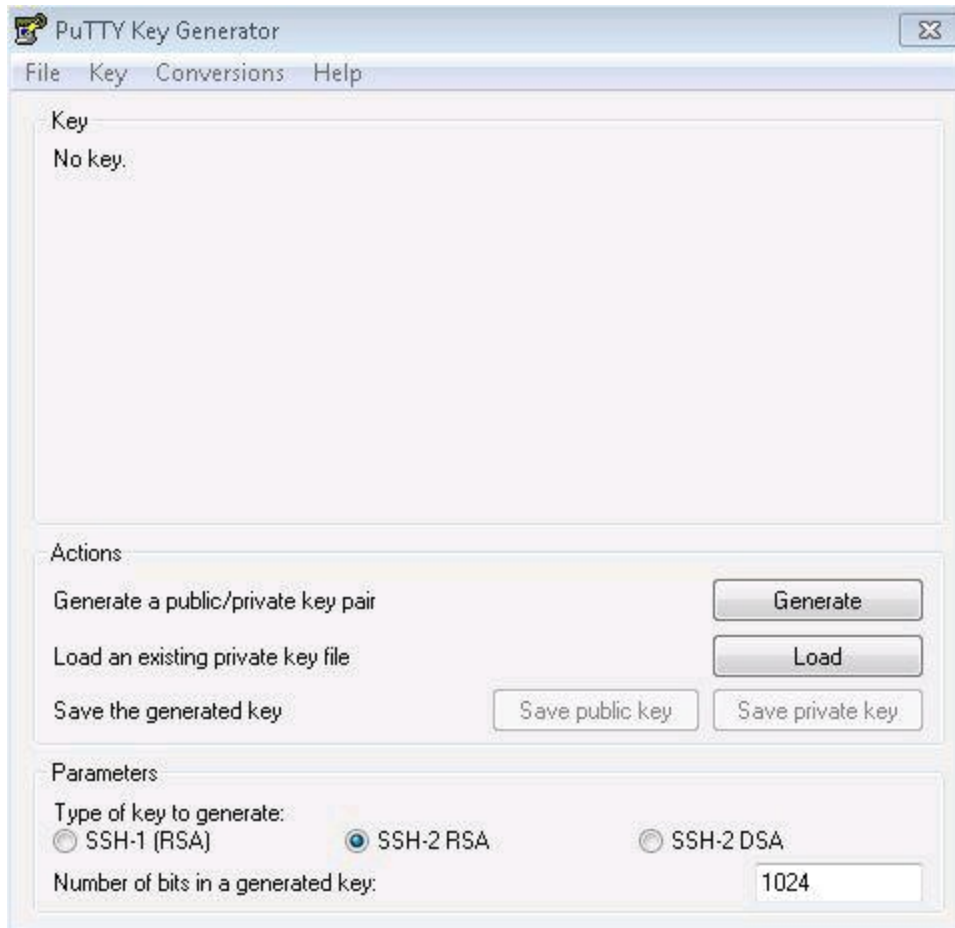 PuTTY Key Generator
File Key Conversions Help
Key
No key.
Actions
Generate a public/private key pair Generate
Load an existing private key file Load
Save the generated key Save public key Save private key
Parameters
Type of key to generate:
SSH-1 (RSA) SSH-2 RSA SSH-2 DSA
Number of bits in a generated key: 1024